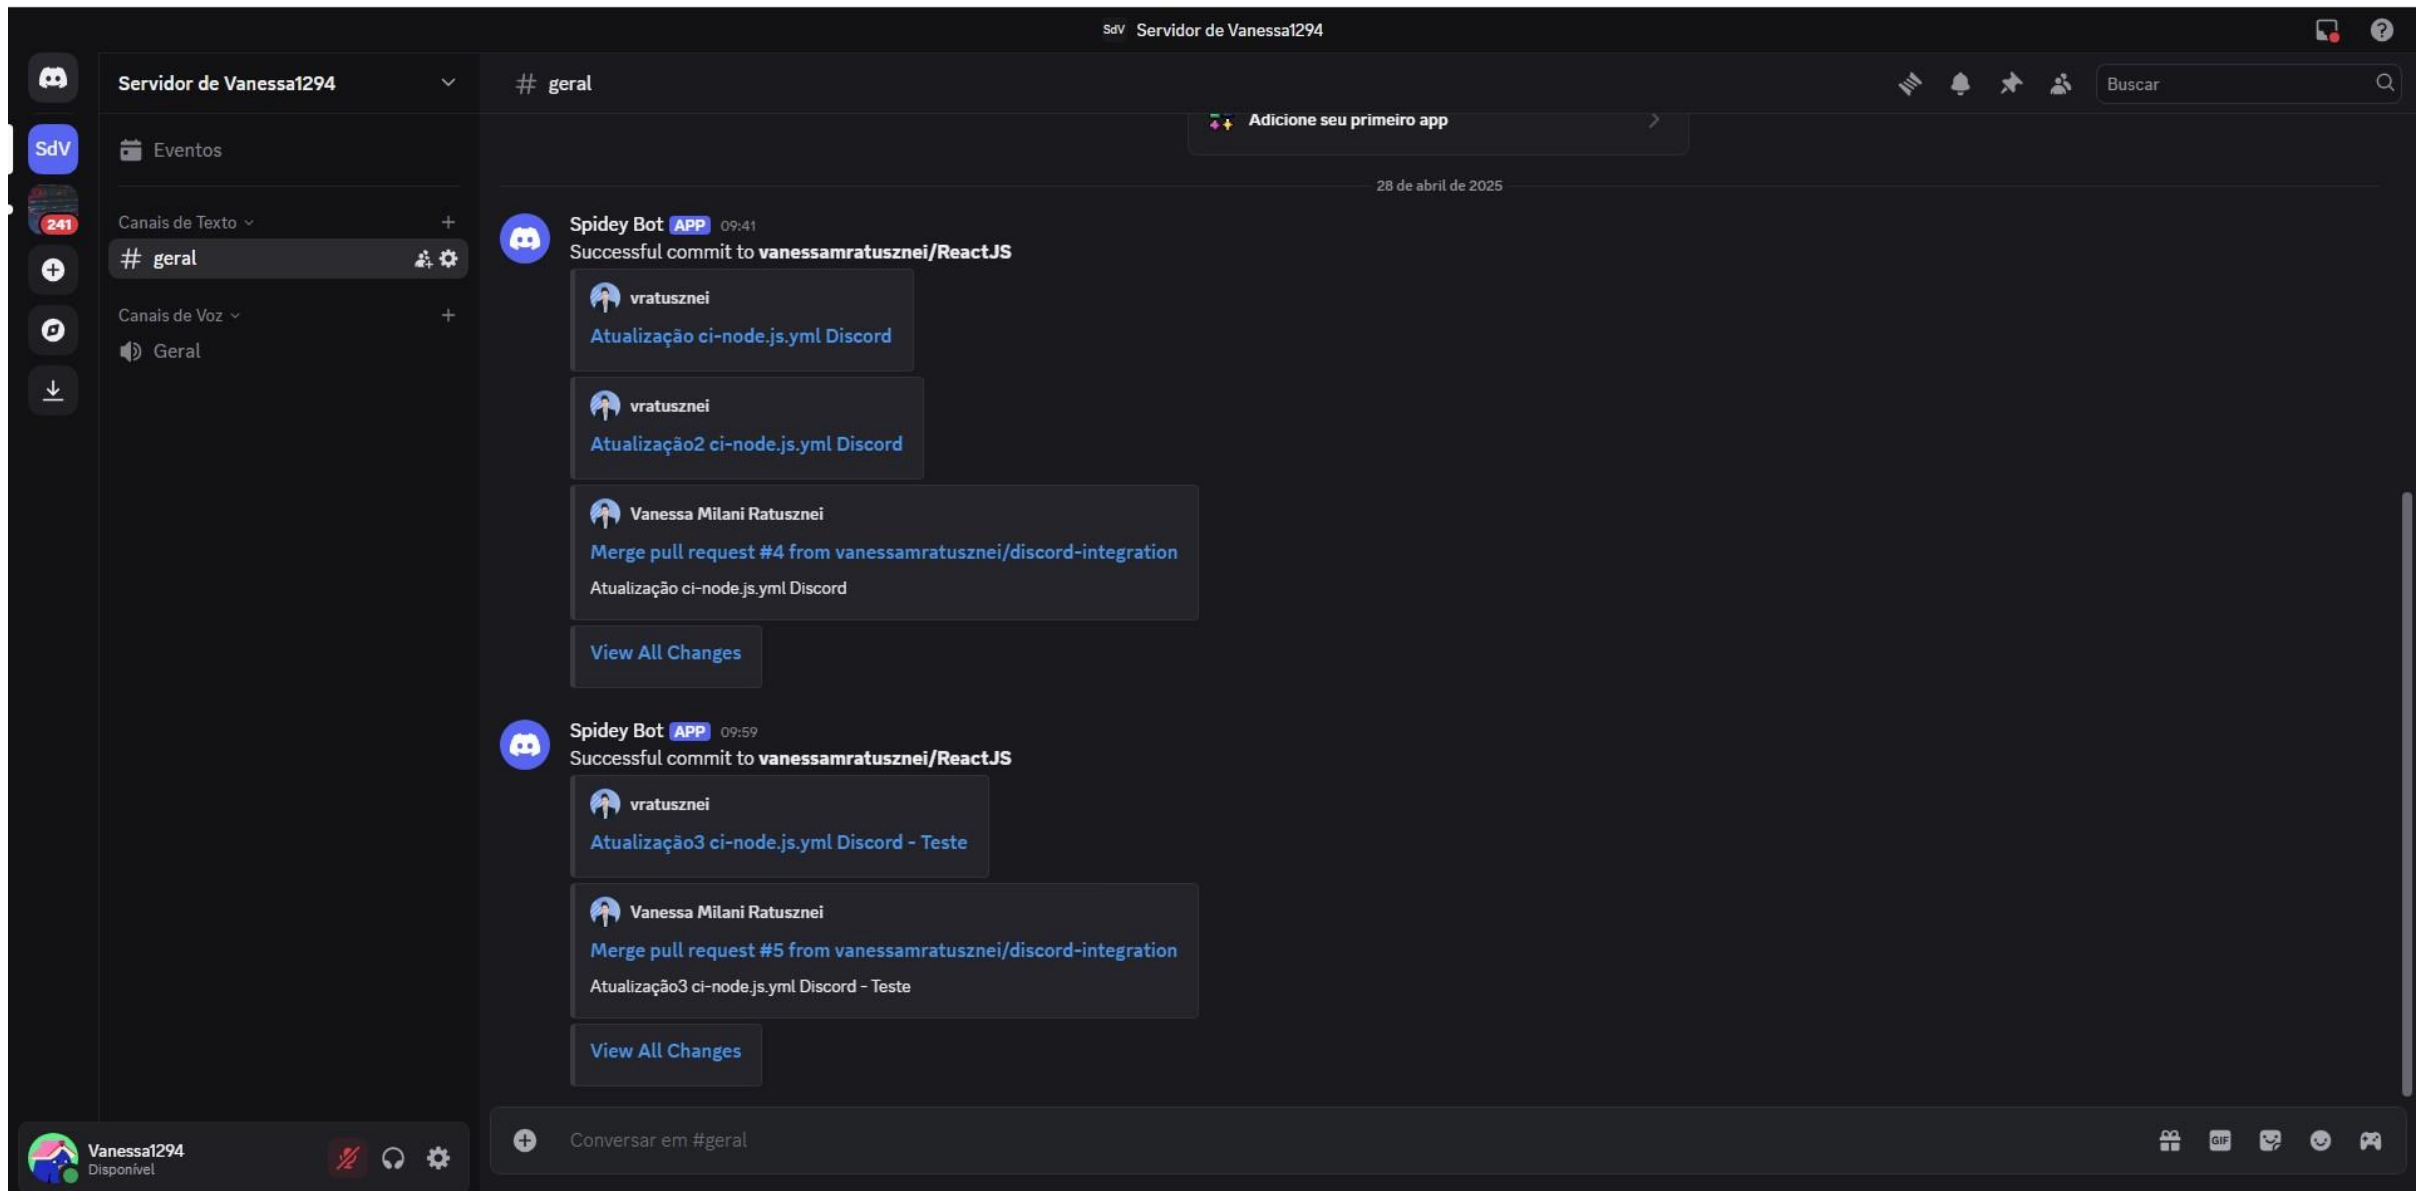 SdV Servidor de Vanessa1294
Servidor de Vanessa1294
# geral
Buscar
SdV
241
Eventos
Canais de Texto
# geral
Canais de Voz
Geral
Adicione seu primeiro app
28 de abril de 2025
Spidey Bot APP 09:41
Successful commit to vanessamratusznei/ReactJS
vratusznei
Atualização ci-node.js.yml Discord
vratusznei
Atualização2 ci-node.js.yml Discord
Vanessa Milani Ratusznei
Merge pull request #4 from vanessamratusznei/discord-integration
Atualização ci-node.js.yml Discord
View All Changes
Spidey Bot APP 09:59
Successful commit to vanessamratusznei/ReactJS
vratusznei
Atualização3 ci-node.js.yml Discord - Teste
Vanessa Milani Ratusznei
Merge pull request #5 from vanessamratusznei/discord-integration
Atualização3 ci-node.js.yml Discord - Teste
View All Changes
Vanessa1294
Disponível
Conversar em #geral
GIF